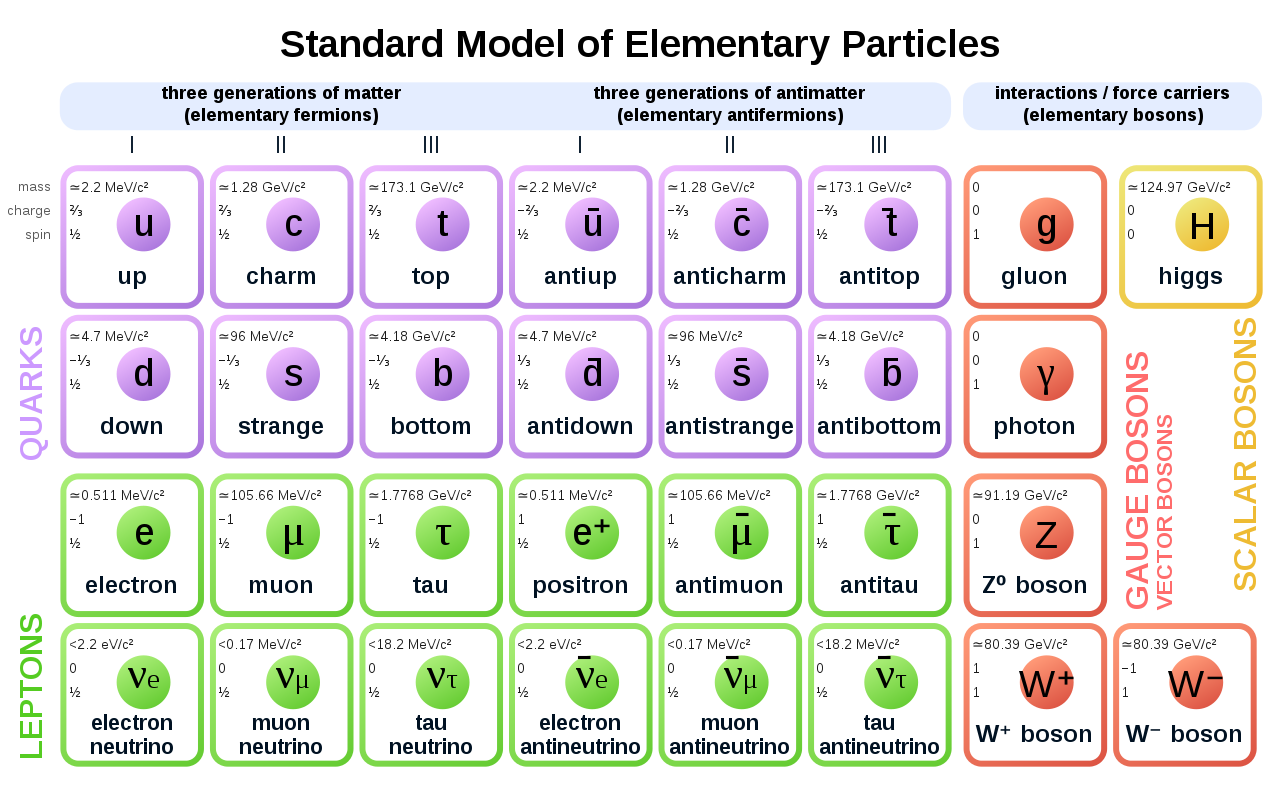 Standard Model of Elementary Particles
three generations of matter
(elementary fermions)
three generations of antimatter
(elementary antifermions)
interactions / force carriers
(elementary bosons)
I II III I II III
mass
charge
spin
≃2.2 MeV/c²
⅔
½
u
up
≃1.28 GeV/c²
⅔
½
c
charm
≃173.1 GeV/c²
⅔
½
t
top
≃2.2 MeV/c²
−⅔
½
ū
antiup
≃1.28 GeV/c²
−⅔
½
c̄
anticharm
≃173.1 GeV/c²
−⅔
½
t̄
antitop
0
0
1
g
gluon
≃124.97 GeV/c²
0
0
H
higgs
QUARKS
≃4.7 MeV/c²
−⅓
½
d
down
≃96 MeV/c²
−⅓
½
s
strange
≃4.18 GeV/c²
−⅓
½
b
bottom
≃4.7 MeV/c²
⅓
½
d̄
antidown
≃96 MeV/c²
⅓
½
s̄
antistrange
≃4.18 GeV/c²
⅓
½
b̄
antibottom
0
0
1
γ
photon
GAUGE BOSONS
VECTOR BOSONS
SCALAR BOSONS
LEPTONS
≃0.511 MeV/c²
−1
½
e
electron
≃105.66 MeV/c²
−1
½
μ
muon
≃1.7768 GeV/c²
−1
½
τ
tau
≃0.511 MeV/c²
1
½
e⁺
positron
≃105.66 MeV/c²
1
½
μ̄
antimuon
≃1.7768 GeV/c²
1
½
τ̄
antitau
≃91.19 GeV/c²
0
1
Z
Z⁰ boson
<2.2 eV/c²
0
½
νe
electron
neutrino
<0.17 MeV/c²
0
½
νμ
muon
neutrino
<18.2 MeV/c²
0
½
ντ
tau
neutrino
<2.2 eV/c²
0
½
ν̄e
electron
antineutrino
<0.17 MeV/c²
0
½
ν̄μ
muon
antineutrino
<18.2 MeV/c²
0
½
ν̄τ
tau
antineutrino
≃80.39 GeV/c²
1
1
W⁺
W⁺ boson
≃80.39 GeV/c²
−1
1
W⁻
W⁻ boson